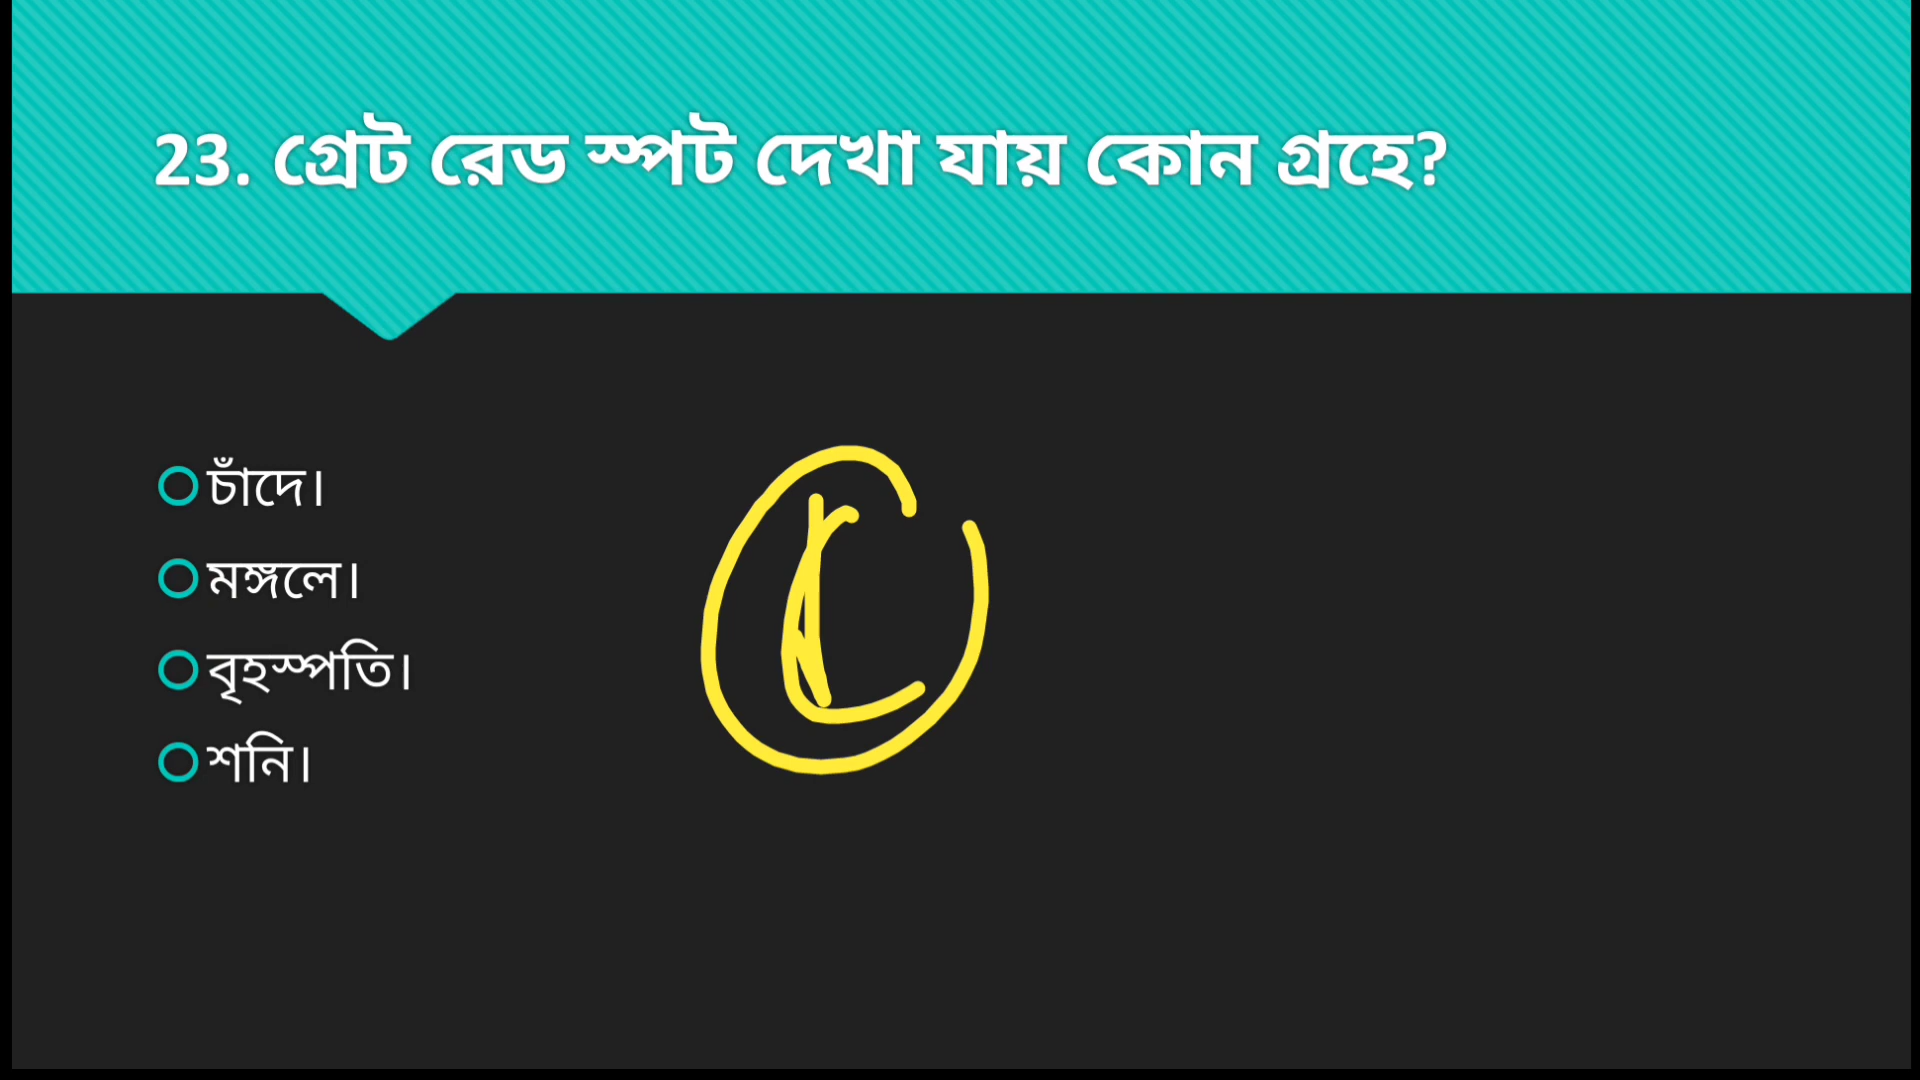 23. গ্রেট রেড স্পট দেখা যায় কোন গ্রহে?
চাঁদে।
মঙ্গলে।
বৃহস্পতি।
শনি।
C